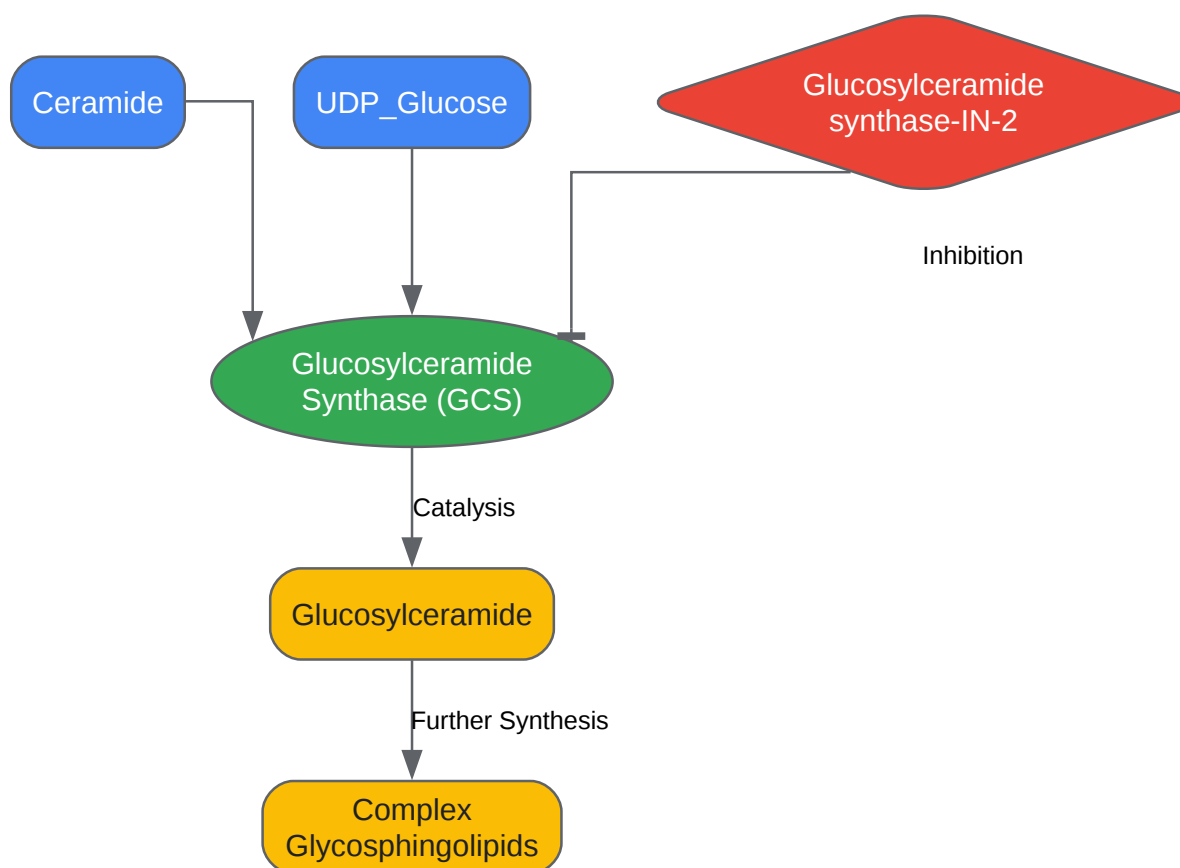 Ceramide
UDP_Glucose
Glucosylceramide
synthase-IN-2
Inhibition
Glucosylceramide
Synthase (GCS)
Catalysis
Glucosylceramide
Further Synthesis
Complex
Glycosphingolipids